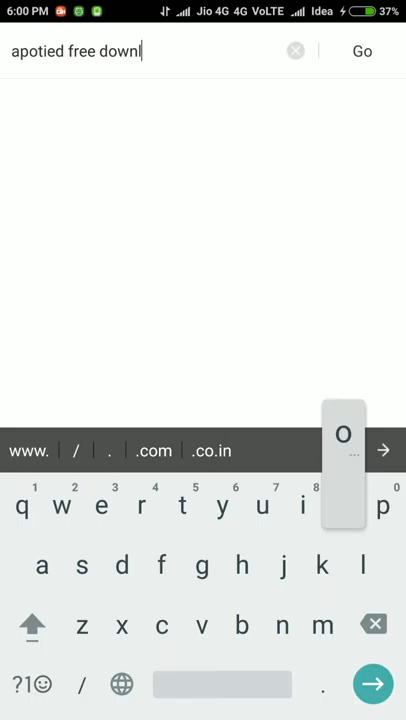 6:00 PM Jio 4G 4G VoLTE Idea 37%
apotied free downl Go
o
www. / . .com .co.in
1 2 3 4 5 6 7 8 0
q w e r t y u i p
a s d f g h j k l
z x c v b n m
?1 / .